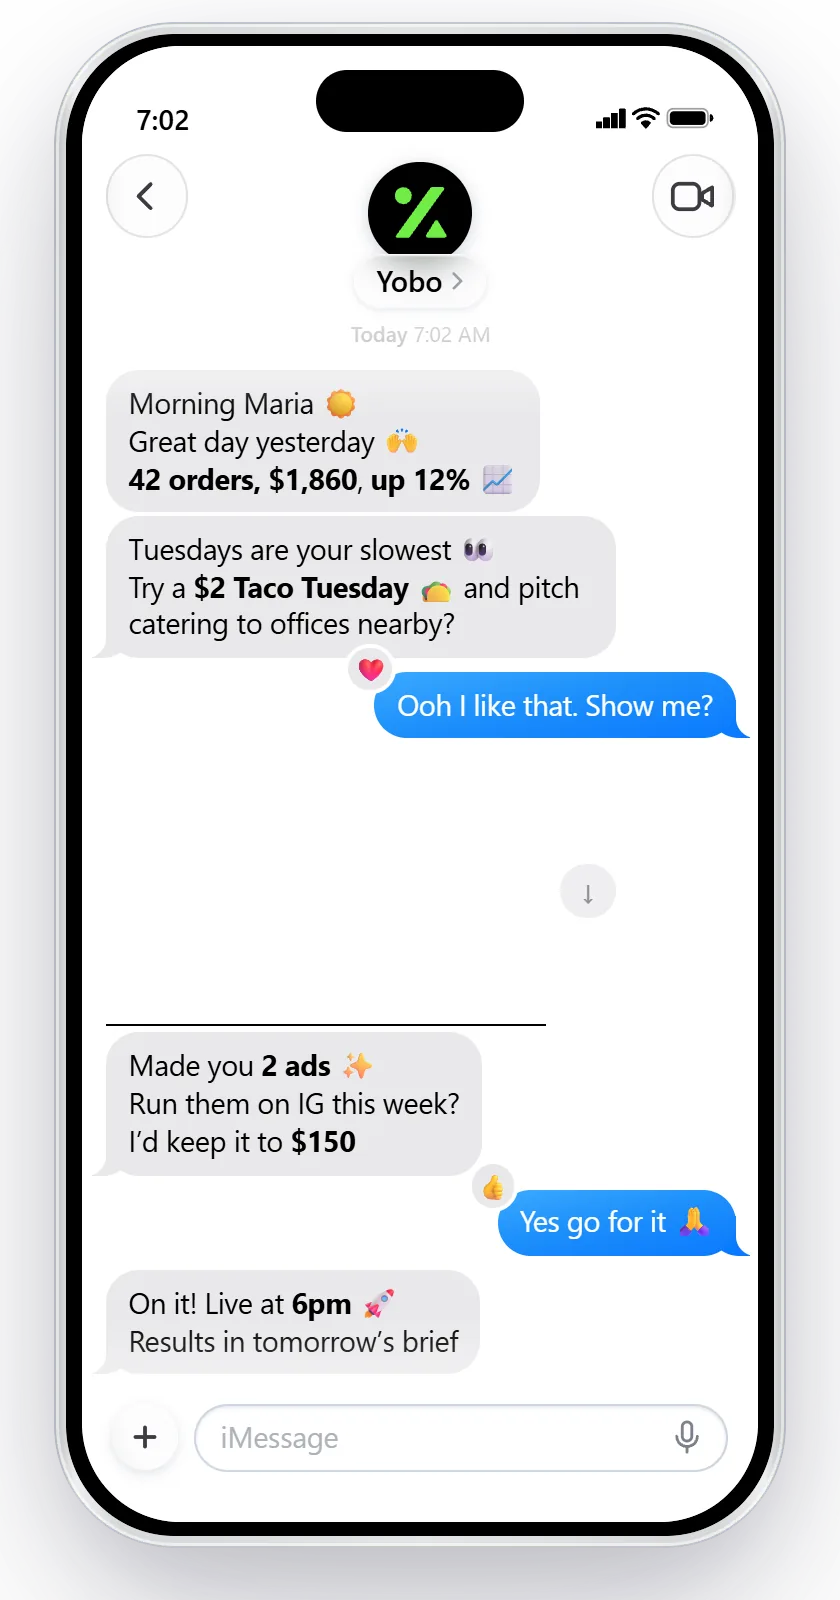 7:02
Yobo
Today 7:02 AM
Morning Maria ☀️
Great day yesterday 🙌
42 orders, $1,860, up 12% 📈
Tuesdays are your slowest 👀
Try a $2 Taco Tuesday 🌮 and pitch
catering to offices nearby?
Ooh I like that. Show me?
↓
Made you 2 ads ✨
Run them on IG this week?
I’d keep it to $150
Yes go for it 🙏
On it! Live at 6pm 🚀
Results in tomorrow’s brief
iMessage